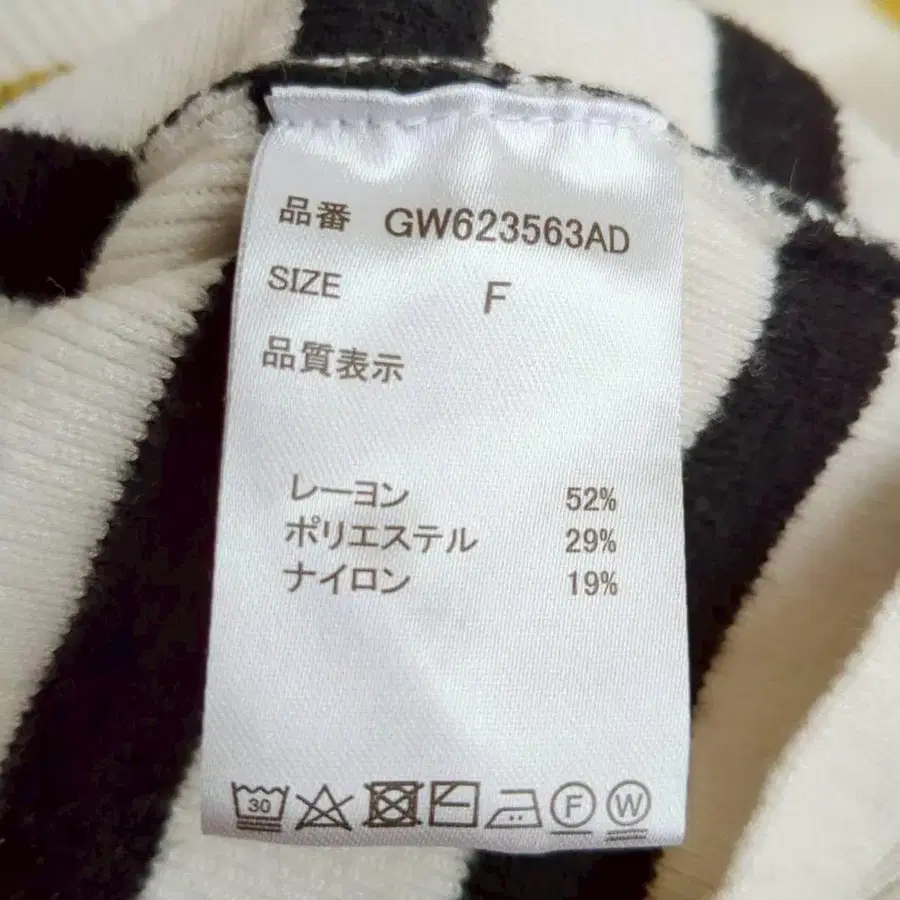 品番 GW623563AD
SIZE F
品質表示
レーヨン 52%
ポリエステル 29%
ナイロン 19%
30 F W